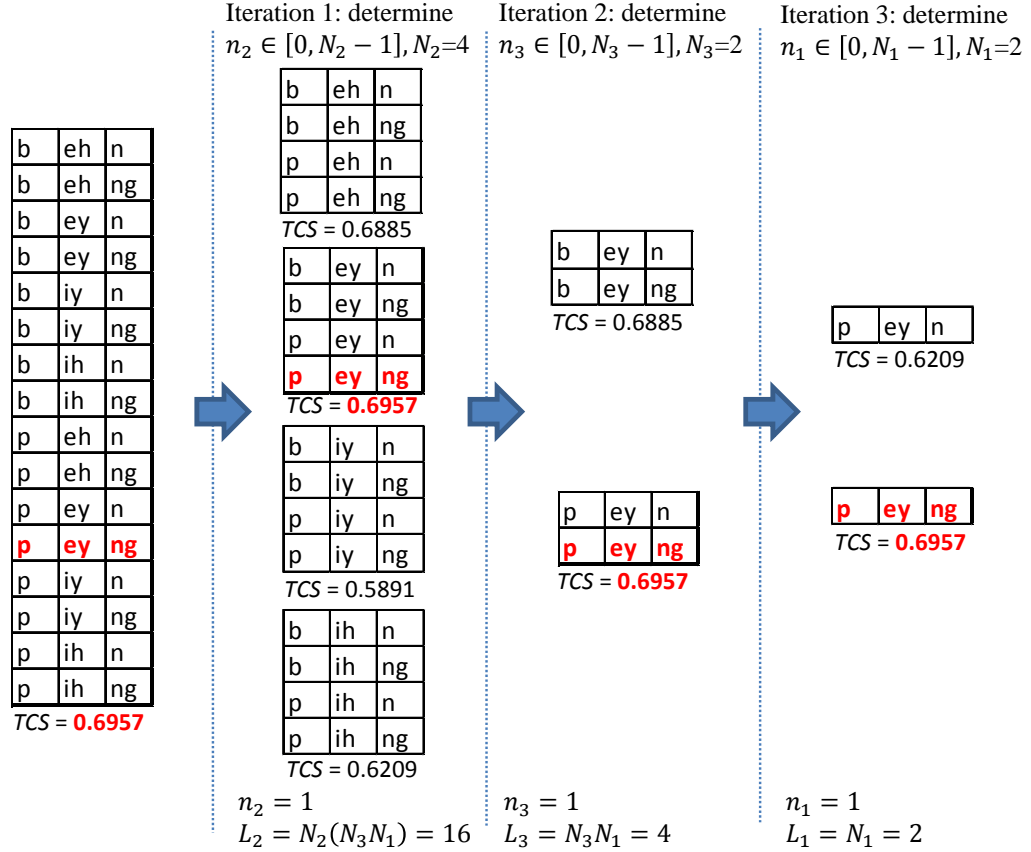 b eh n
b eh ng
b ey n
b ey ng
b iy n
b iy ng
b ih n
b ih ng
p eh n
p eh ng
p ey n
p ey ng
p iy n
p iy ng
p ih n
p ih ng
TCS = 0.6957
Iteration 1: determine
n₂ ∈ [0, N₂ − 1], N₂=4
b eh n
b eh ng
p eh n
p eh ng
TCS = 0.6885
b ey n
b ey ng
p ey n
p ey ng
TCS = 0.6957
b iy n
b iy ng
p iy n
p iy ng
TCS = 0.5891
b ih n
b ih ng
p ih n
p ih ng
TCS = 0.6209
n₂ = 1
L₂ = N₂(N₃N₁) = 16
Iteration 2: determine
n₃ ∈ [0, N₃ − 1], N₃=2
b ey n
b ey ng
TCS = 0.6885
p ey n
p ey ng
TCS = 0.6957
n₃ = 1
L₃ = N₃N₁ = 4
Iteration 3: determine
n₁ ∈ [0, N₁ − 1], N₁=2
p ey n
TCS = 0.6209
p ey ng
TCS = 0.6957
n₁ = 1
L₁ = N₁ = 2